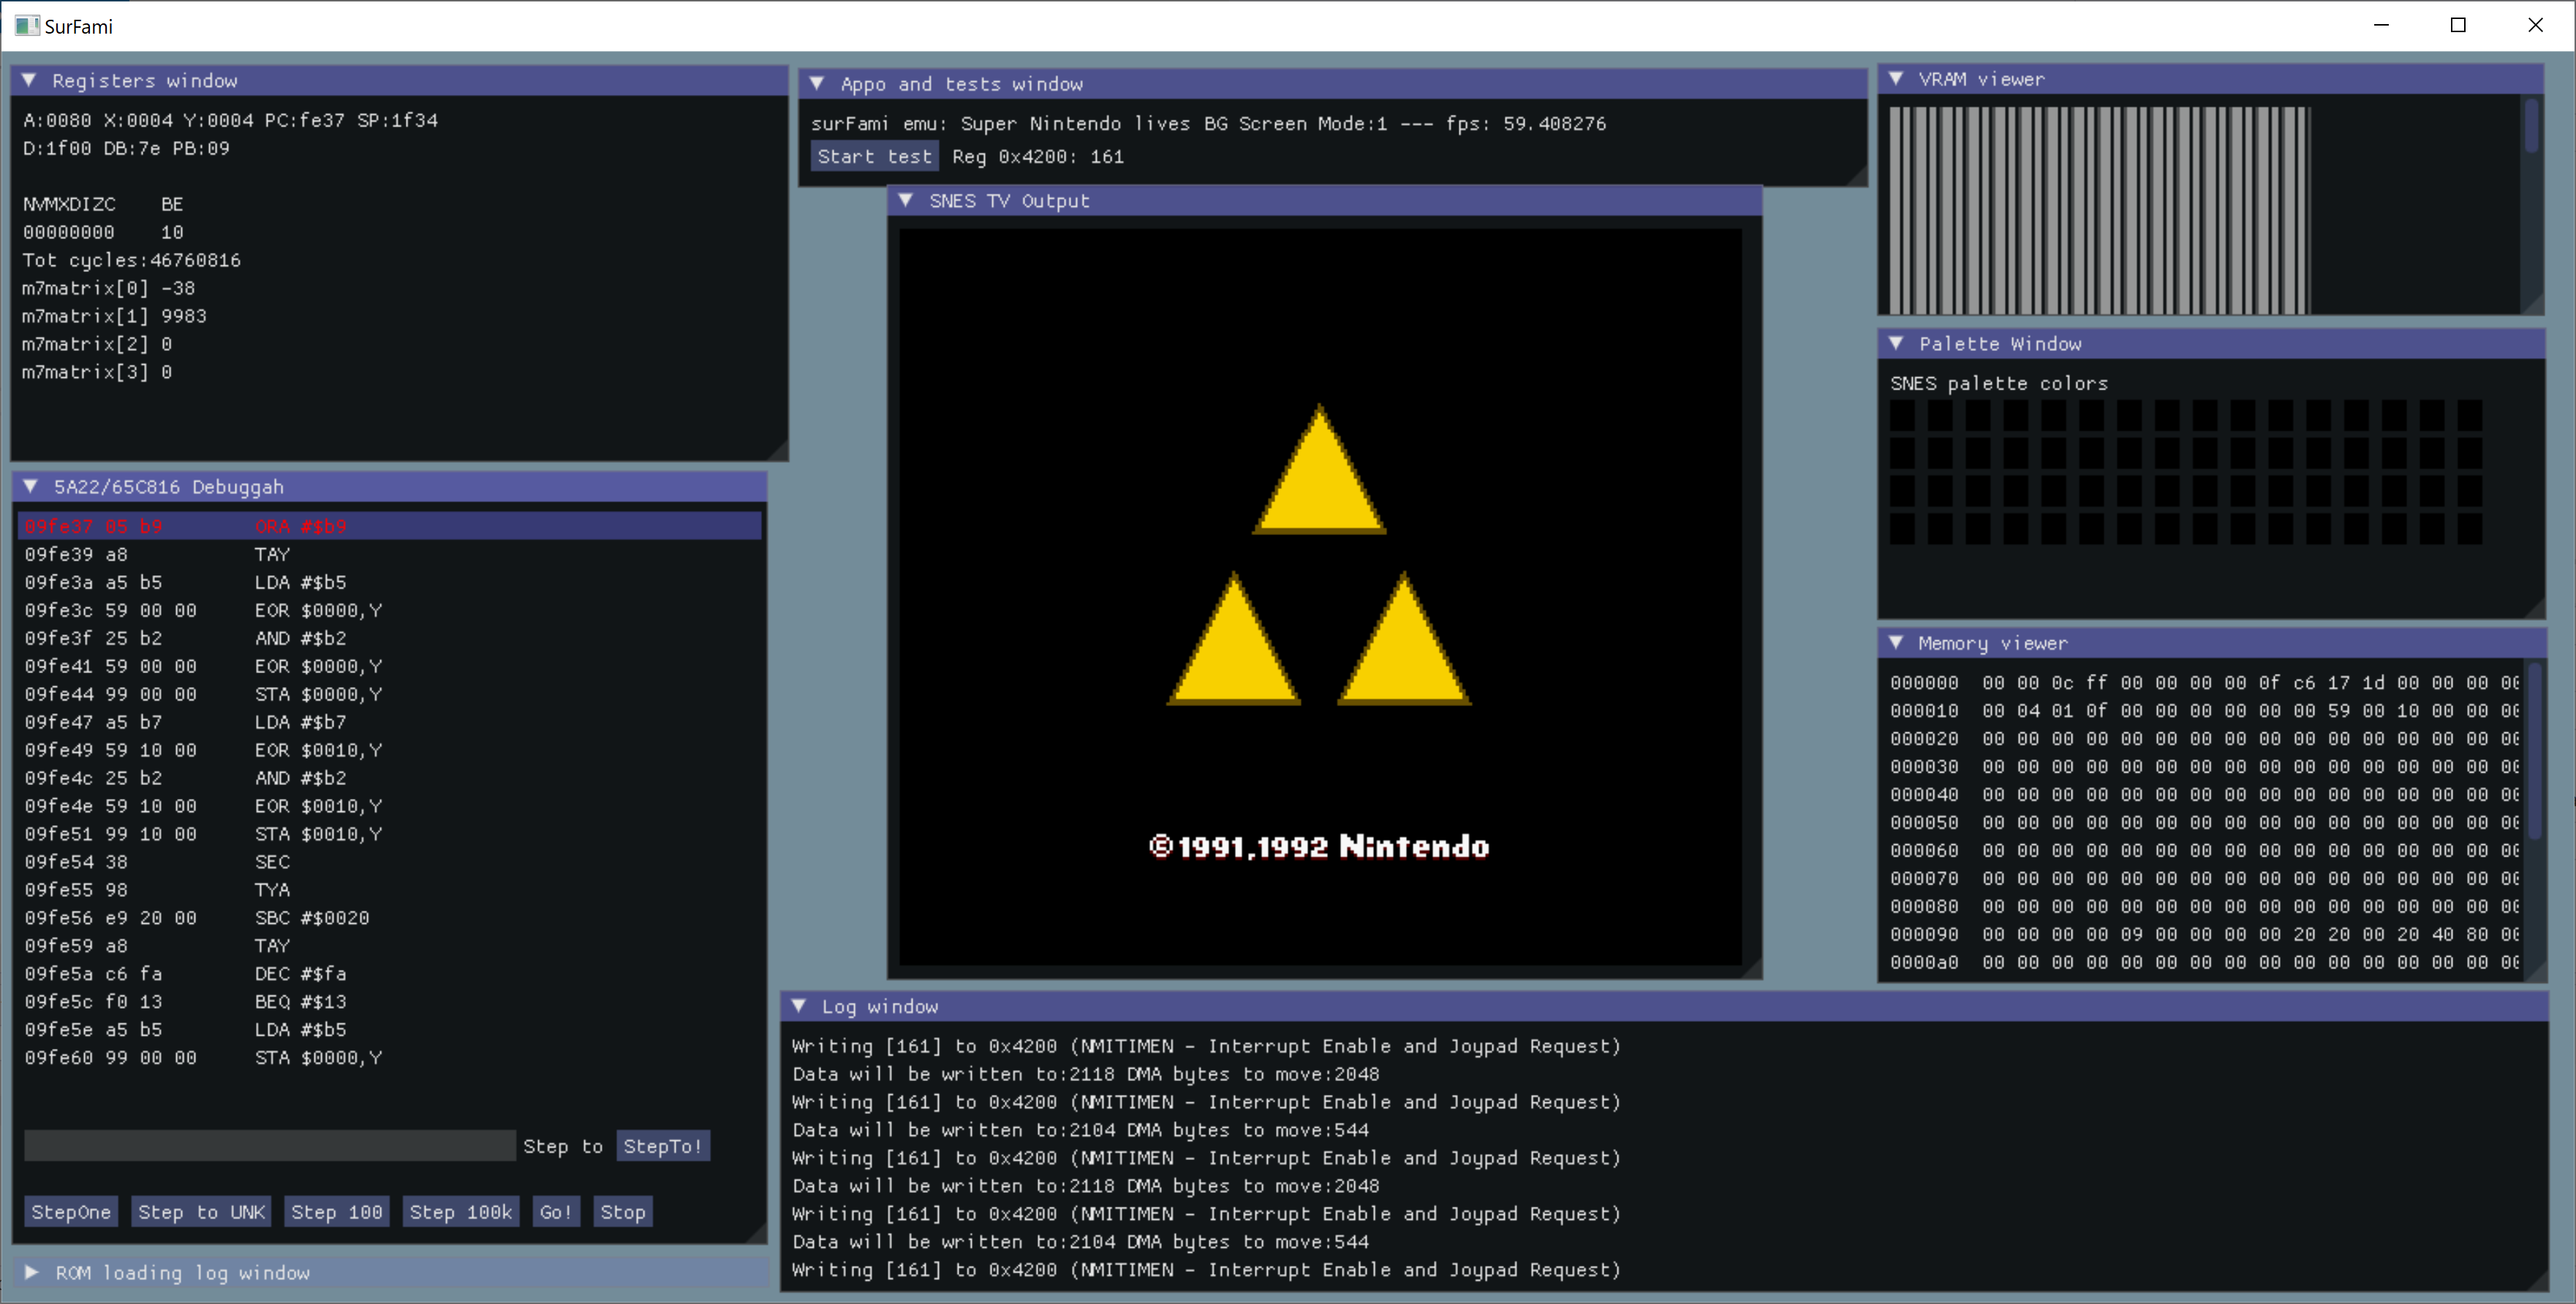 SurFami
Registers window
A:0080 X:0004 Y:0004 PC:fe37 SP:1f34
D:1f00 DB:7e PB:09
NVMXDIZC    BE
00000000    10
Tot cycles:46760816
m7matrix[0] -38
m7matrix[1] 9983
m7matrix[2] 0
m7matrix[3] 0
5A22/65C816 Debuggah
09fe37 05 b9        ORA #$b9
09fe39 a8           TAY
09fe3a a5 b5        LDA #$b5
09fe3c 59 00 00     EOR $0000,Y
09fe3f 25 b2        AND #$b2
09fe41 59 00 00     EOR $0000,Y
09fe44 99 00 00     STA $0000,Y
09fe47 a5 b7        LDA #$b7
09fe49 59 10 00     EOR $0010,Y
09fe4c 25 b2        AND #$b2
09fe4e 59 10 00     EOR $0010,Y
09fe51 99 10 00     STA $0010,Y
09fe54 38           SEC
09fe55 98           TYA
09fe56 e9 20 00     SBC #$0020
09fe59 a8           TAY
09fe5a c6 fa        DEC #$fa
09fe5c f0 13        BEQ #$13
09fe5e a5 b5        LDA #$b5
09fe60 99 00 00     STA $0000,Y
Step to StepTo!
StepOne Step to UNK Step 100 Step 100k Go! Stop
ROM loading log window
Appo and tests window
surFami emu: Super Nintendo lives BG Screen Mode:1 --- fps: 59.408276
Start test Reg 0x4200: 161
SNES TV Output
©1991,1992 Nintendo
VRAM viewer
Palette Window
SNES palette colors
Memory viewer
000000  00 00 0c ff 00 00 00 00 0f c6 17 1d 00 00 00
000010  00 04 01 0f 00 00 00 00 00 00 59 00 10 00 00
000020  00 00 00 00 00 00 00 00 00 00 00 00 00 00 00
000030  00 00 00 00 00 00 00 00 00 00 00 00 00 00 00
000040  00 00 00 00 00 00 00 00 00 00 00 00 00 00 00
000050  00 00 00 00 00 00 00 00 00 00 00 00 00 00 00
000060  00 00 00 00 00 00 00 00 00 00 00 00 00 00 00
000070  00 00 00 00 00 00 00 00 00 00 00 00 00 00 00
000080  00 00 00 00 00 00 00 00 00 00 00 00 00 00 00
000090  00 00 00 00 09 00 00 00 00 20 20 00 20 40 80
0000a0  00 00 00 00 00 00 00 00 00 00 00 00 00 00 00
Log window
Writing [161] to 0x4200 (NMITIMEN - Interrupt Enable and Joypad Request)
Data will be written to:2118 DMA bytes to move:2048
Writing [161] to 0x4200 (NMITIMEN - Interrupt Enable and Joypad Request)
Data will be written to:2104 DMA bytes to move:544
Writing [161] to 0x4200 (NMITIMEN - Interrupt Enable and Joypad Request)
Data will be written to:2118 DMA bytes to move:2048
Writing [161] to 0x4200 (NMITIMEN - Interrupt Enable and Joypad Request)
Data will be written to:2104 DMA bytes to move:544
Writing [161] to 0x4200 (NMITIMEN - Interrupt Enable and Joypad Request)